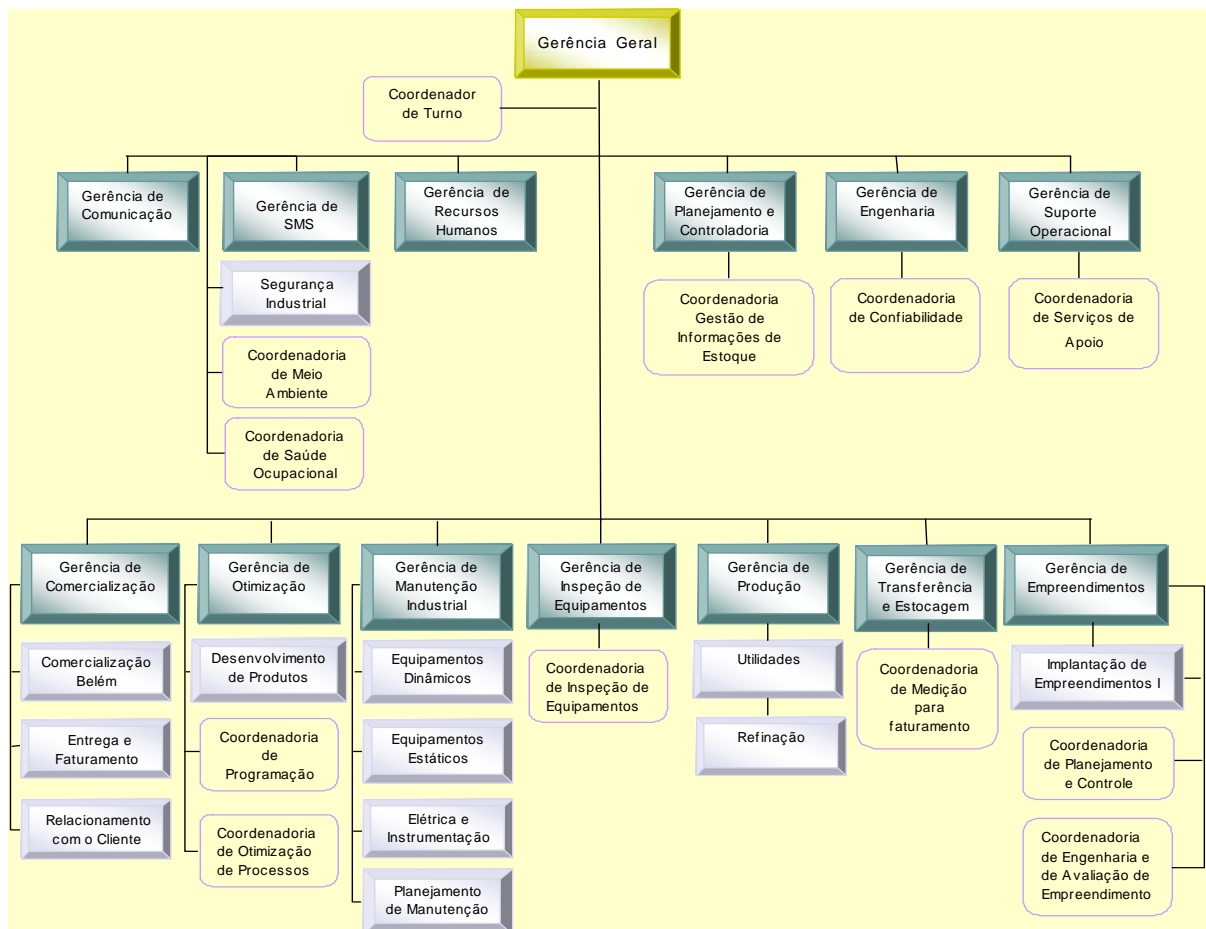 Gerência Geral
Coordenador
de Turno
Gerência de
Comunicação
Gerência de
SMS
Gerência de
Recursos
Humanos
Gerência de
Planejamento e
Controladoria
Gerência de
Engenharia
Gerência de
Suporte
Operacional
Segurança
Industrial
Coordenadoria
de Meio
Ambiente
Coordenadoria
de Saúde
Ocupacional
Coordenadoria
Gestão de
Informações de
Estoque
Coordenadoria
de Confiabilidade
Coordenadoria
de Serviços de
Apoio
Gerência de
Comercialização
Gerência de
Otimização
Gerência de
Manutenção
Industrial
Gerência de
Inspeção de
Equipamentos
Gerência de
Produção
Gerência de
Transferência
e Estocagem
Gerência de
Empreendimentos
Comercialização
Belém
Entrega e
Faturamento
Relacionamento
com o Cliente
Desenvolvimento
de Produtos
Coordenadoria
de
Programação
Coordenadoria
de Otimização
de Processos
Equipamentos
Dinâmicos
Equipamentos
Estáticos
Elétrica e
Instrumentação
Planejamento
de Manutenção
Coordenadoria
de Inspeção de
Equipamentos
Utilidades
Refinação
Coordenadoria
de Medição
para
faturamento
Implantação de
Empreendimentos I
Coordenadoria
de Planejamento
e Controle
Coordenadoria
de Engenharia e
de Avaliação de
Empreendimento